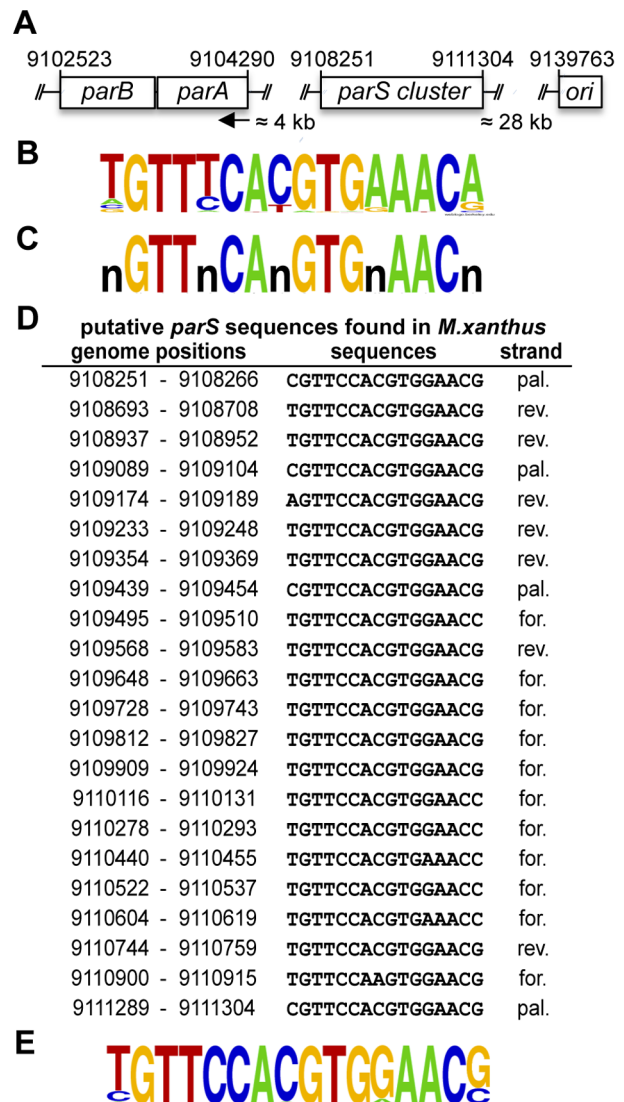 A
9102523 9104290 9108251 9111304 9139763
parB parA parS cluster ori
≈ 4 kb ≈ 28 kb
B
TGTTTCACGTGAAACA
C
nGTTnCAnGTGnAACn
D
putative parS sequences found in M.xanthus
genome positions sequences strand
9108251 - 9108266 CGTTCCACGTGGAACG pal.
9108693 - 9108708 TGTTCCACGTGGAACG rev.
9108937 - 9108952 TGTTCCACGTGGAACG rev.
9109089 - 9109104 CGTTCCACGTGGAACG pal.
9109174 - 9109189 AGTTCCACGTGGAACG rev.
9109233 - 9109248 TGTTCCACGTGGAACG rev.
9109354 - 9109369 TGTTCCACGTGGAACG rev.
9109439 - 9109454 CGTTCCACGTGGAACG pal.
9109495 - 9109510 TGTTCCACGTGGAACC for.
9109568 - 9109583 TGTTCCACGTGGAACG rev.
9109648 - 9109663 TGTTCCACGTGGAACG for.
9109728 - 9109743 TGTTCCACGTGGAACG for.
9109812 - 9109827 TGTTCCACGTGGAACG for.
9109909 - 9109924 TGTTCCACGTGGAACG for.
9110116 - 9110131 TGTTCCACGTGGAACC for.
9110278 - 9110293 TGTTCCACGTGGAACC for.
9110440 - 9110455 TGTTCCACGTGAAACC for.
9110522 - 9110537 TGTTCCACGTGGAACC for.
9110604 - 9110619 TGTTCCACGTGAAACC for.
9110744 - 9110759 TGTTCCACGTGGAACG rev.
9110900 - 9110915 TGTTCCAAGTGGAACG for.
9111289 - 9111304 CGTTCCACGTGGAACG pal.
E
TGTTCCACGTGGAACG